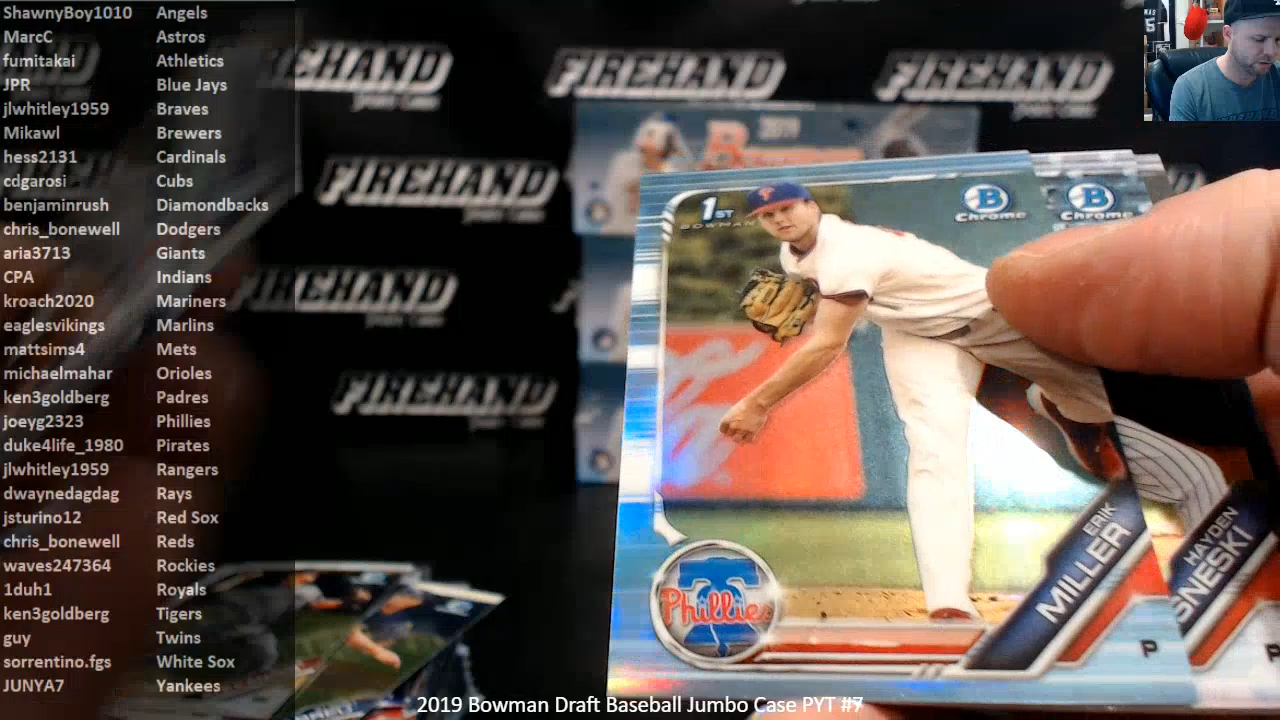 ShawnyBoy1010 Angels
MarcC Astros
fumitakai Athletics
JPR Blue Jays
jlwhitley1959 Braves
Mikawl Brewers
hess2131 Cardinals
cdgarosi Cubs
benjaminrush Diamondbacks
chris_bonewell Dodgers
aria3713 Giants
CPA Indians
kroach2020 Mariners
eaglesvikings Marlins
mattsims4 Mets
michaelmahar Orioles
ken3goldberg Padres
joeyg2323 Phillies
duke4life_1980 Pirates
jlwhitley1959 Rangers
dwaynedagdag Rays
jsturino12 Red Sox
chris_bonewell Reds
waves247364 Rockies
1duh1 Royals
ken3goldberg Tigers
guy Twins
sorrentino.fgs White Sox
JUNYA7 Yankees
FIREHAND
FIREHAND
FIREHAND
FIREHAND
FIREHAND
2019
1ST
BOWMAN
B
Chrome
B
Chrome
ERIK
MILLER
P
Phillies
HAYDEN
P
2019 Bowman Draft Baseball Jumbo Case PYT